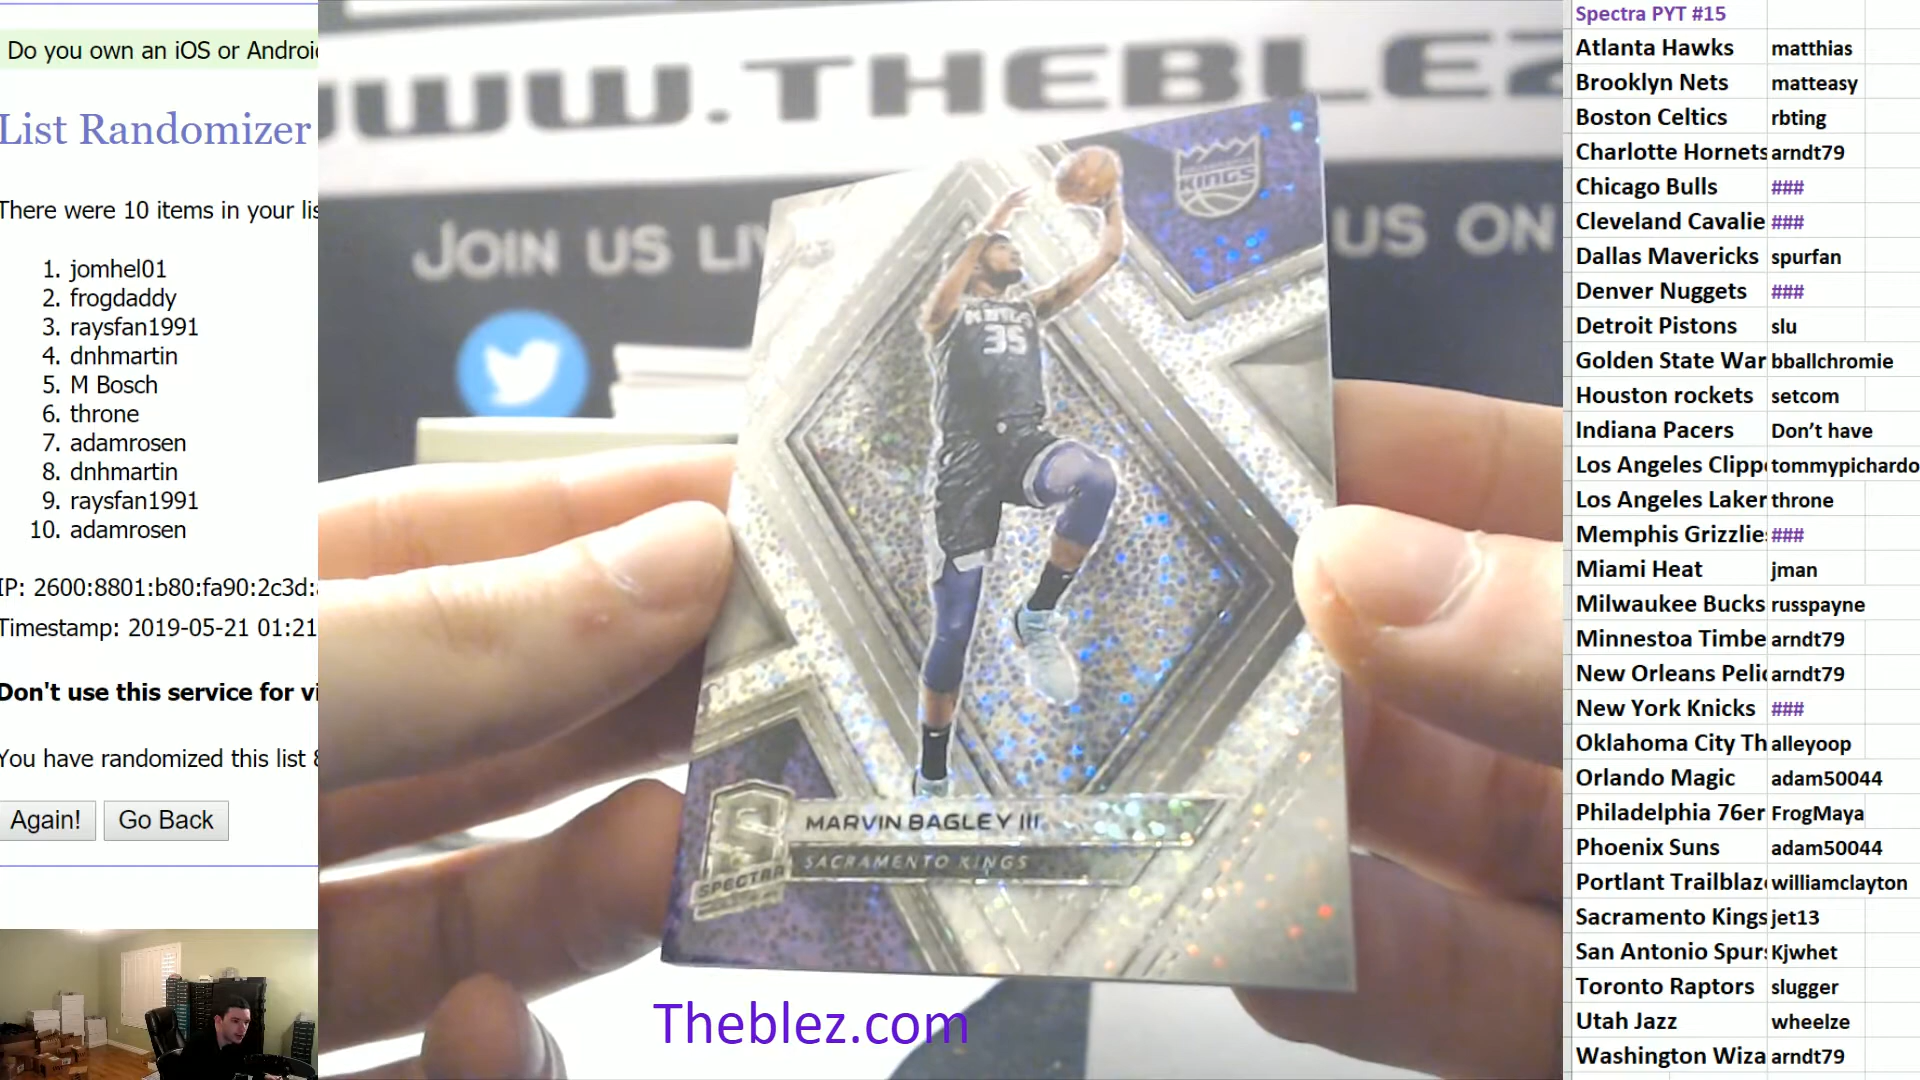 Do you own an iOS or Androi
List Randomizer
There were 10 items in your lis
1. jomhel01
2. frogdaddy
3. raysfan1991
4. dnhmartin
5. M Bosch
6. throne
7. adamrosen
8. dnhmartin
9. raysfan1991
10. adamrosen
IP: 2600:8801:b80:fa90:2c3d:
Timestamp: 2019-05-21 01:21
Don't use this service for vi
You have randomized this list 8
Again! Go Back
WWW.THEBLEZ
JOIN US LI
US ON
KINGS
KINGS
35
MARVIN BAGLEY III
SACRAMENTO KINGS
SPECTRA
Theblez.com
Spectra PYT #15
Atlanta Hawks matthias
Brooklyn Nets matteasy
Boston Celtics rbting
Charlotte Hornets arndt79
Chicago Bulls ###
Cleveland Cavalie ###
Dallas Mavericks spurfan
Denver Nuggets ###
Detroit Pistons slu
Golden State War bballchromie
Houston rockets setcom
Indiana Pacers Don’t have
Los Angeles Clipp tommypichardo
Los Angeles Laker throne
Memphis Grizzlies ###
Miami Heat jman
Milwaukee Bucks russpayne
Minnestoa Timbe arndt79
New Orleans Pelic arndt79
New York Knicks ###
Oklahoma City Th alleyoop
Orlando Magic adam50044
Philadelphia 76er FrogMaya
Phoenix Suns adam50044
Portlant Trailblaz williamclayton
Sacramento Kings jet13
San Antonio Spurs Kjwhet
Toronto Raptors slugger
Utah Jazz wheelze
Washington Wiza arndt79